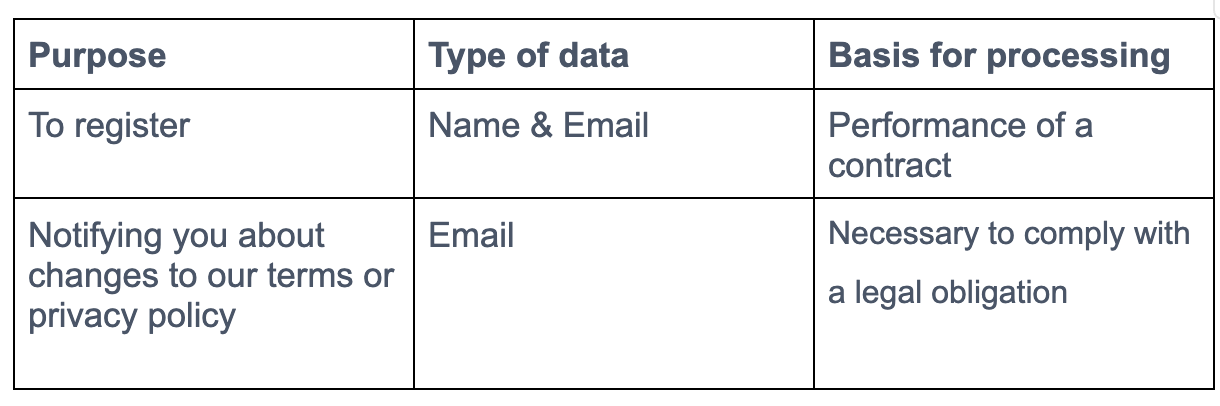 Purpose
Type of data
Basis for processing
To register
Name & Email
Performance of a
contract
Notifying you about
changes to our terms or
privacy policy
Email
Necessary to comply with
a legal obligation